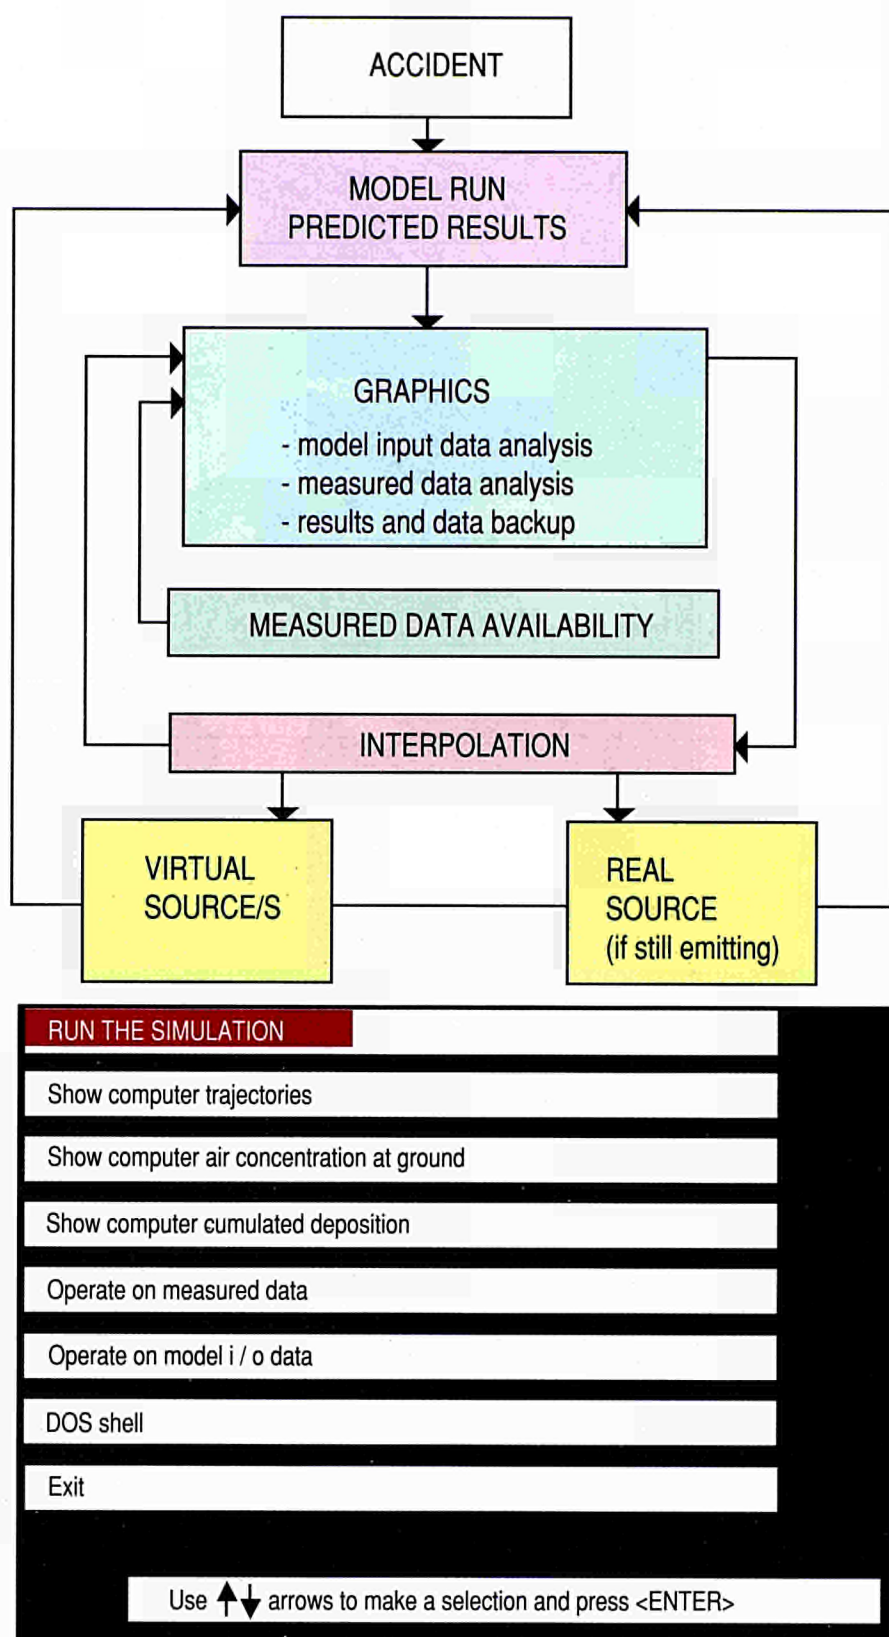 ACCIDENT
MODEL RUN
PREDICTED RESULTS
GRAPHICS
- model input data analysis
- measured data analysis
- results and data backup
MEASURED DATA AVAILABILITY
INTERPOLATION
VIRTUAL
SOURCE/S
REAL
SOURCE
(if still emitting)
RUN THE SIMULATION
Show computer trajectories
Show computer air concentration at ground
Show computer cumulated deposition
Operate on measured data
Operate on model i / o data
DOS shell
Exit
Use ↑↓ arrows to make a selection and press <ENTER>